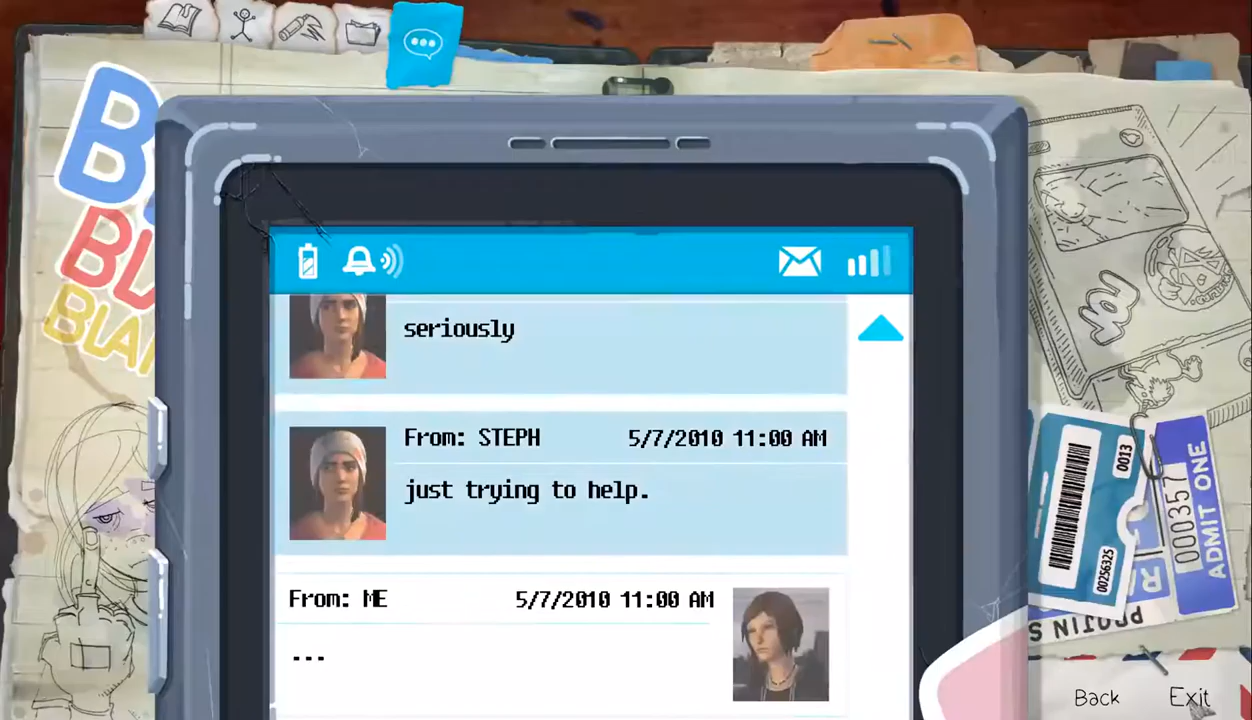 seriously
From: STEPH 5/7/2010 11:00 AM
just trying to help.
From: ME 5/7/2010 11:00 AM
...
0013
00256325
000357
ADMIT ONE
Back
Exit